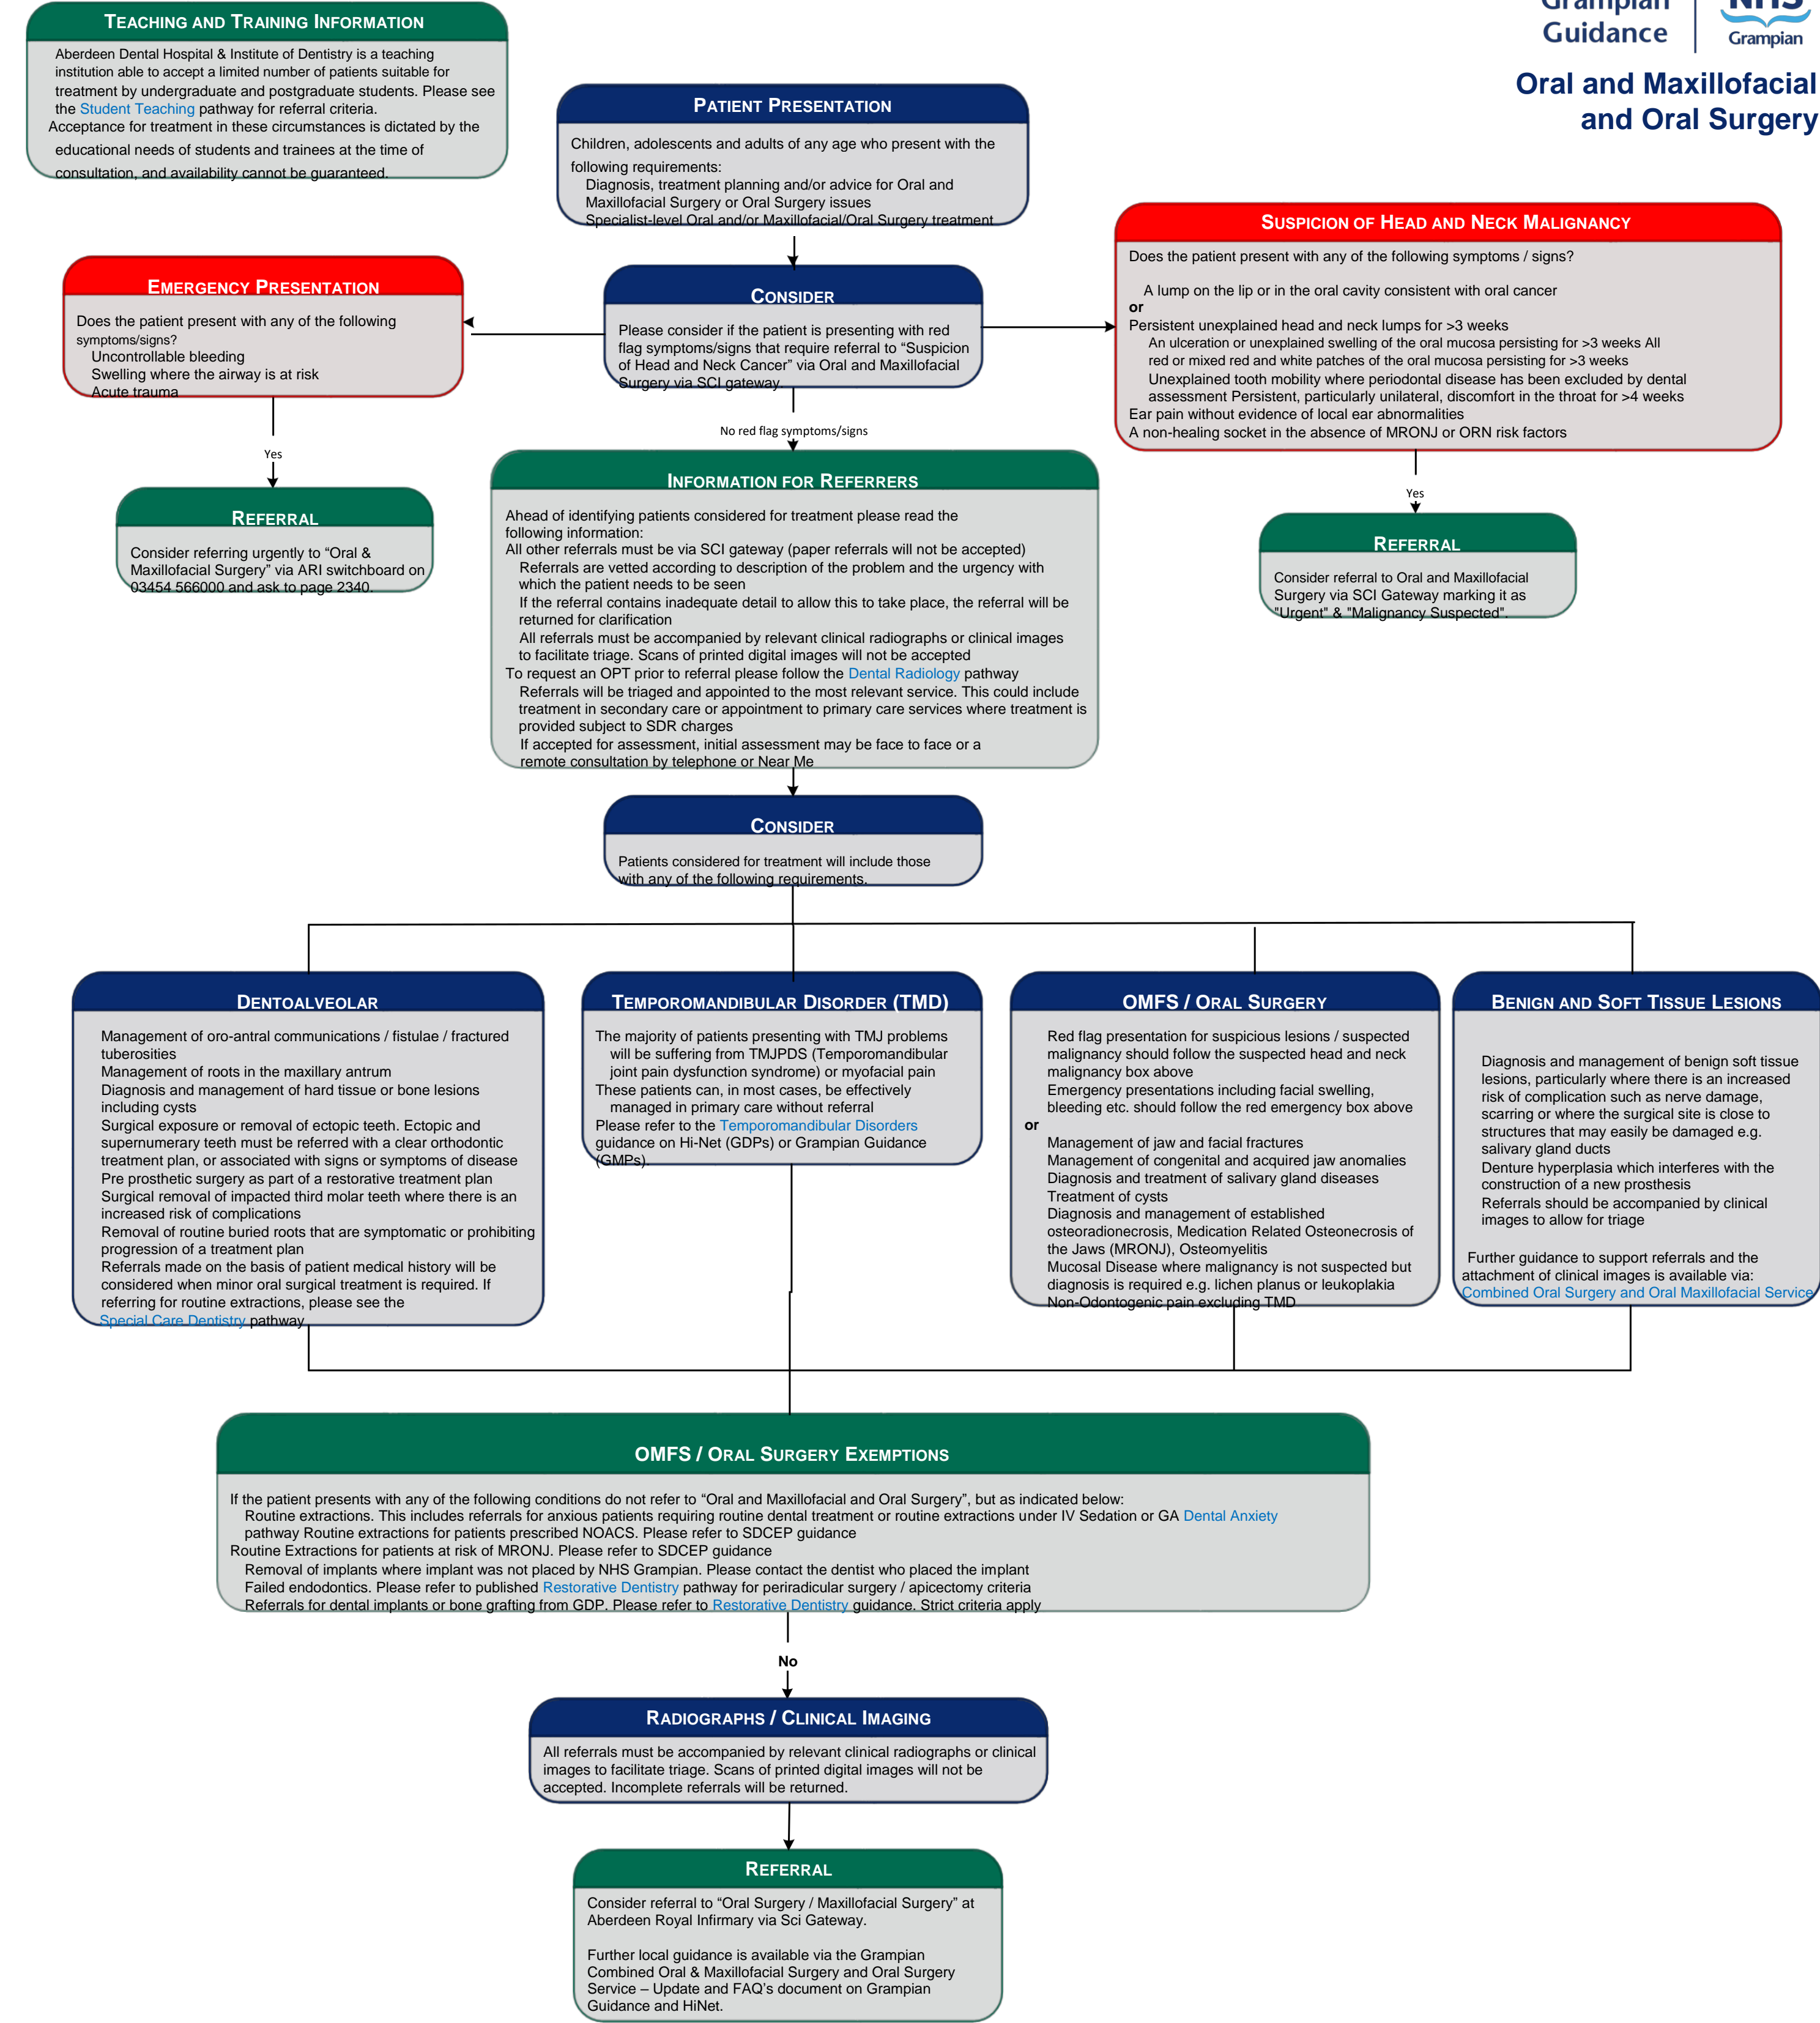 TEACHING AND TRAINING INFORMATION
Aberdeen Dental Hospital & Institute of Dentistry is a teaching
institution able to accept a limited number of patients suitable for
treatment by undergraduate and postgraduate students. Please see
the Student Teaching pathway for referral criteria.
Acceptance for treatment in these circumstances is dictated by the
educational needs of students and trainees at the time of
consultation, and availability cannot be guaranteed.
Grampian
Guidance
NHS
Grampian
Oral and Maxillofacial
and Oral Surgery
PATIENT PRESENTATION
Children, adolescents and adults of any age who present with the
following requirements:
Diagnosis, treatment planning and/or advice for Oral and
Maxillofacial Surgery or Oral Surgery issues
Specialist-level Oral and/or Maxillofacial/Oral Surgery treatment
EMERGENCY PRESENTATION
Does the patient present with any of the following
symptoms/signs?
Uncontrollable bleeding
Swelling where the airway is at risk
Acute trauma
Yes
REFERRAL
Consider referring urgently to “Oral &
Maxillofacial Surgery” via ARI switchboard on
03454 566000 and ask to page 2340.
CONSIDER
Please consider if the patient is presenting with red
flag symptoms/signs that require referral to “Suspicion
of Head and Neck Cancer” via Oral and Maxillofacial
Surgery via SCI gateway.
No red flag symptoms/signs
SUSPICION OF HEAD AND NECK MALIGNANCY
Does the patient present with any of the following symptoms / signs?
A lump on the lip or in the oral cavity consistent with oral cancer
or
Persistent unexplained head and neck lumps for >3 weeks
An ulceration or unexplained swelling of the oral mucosa persisting for >3 weeks All
red or mixed red and white patches of the oral mucosa persisting for >3 weeks
Unexplained tooth mobility where periodontal disease has been excluded by dental
assessment Persistent, particularly unilateral, discomfort in the throat for >4 weeks
Ear pain without evidence of local ear abnormalities
A non-healing socket in the absence of MRONJ or ORN risk factors
Yes
REFERRAL
Consider referral to Oral and Maxillofacial
Surgery via SCI Gateway marking it as
"Urgent" & "Malignancy Suspected".
INFORMATION FOR REFERRERS
Ahead of identifying patients considered for treatment please read the
following information:
All other referrals must be via SCI gateway (paper referrals will not be accepted)
Referrals are vetted according to description of the problem and the urgency with
which the patient needs to be seen
If the referral contains inadequate detail to allow this to take place, the referral will be
returned for clarification
All referrals must be accompanied by relevant clinical radiographs or clinical images
to facilitate triage. Scans of printed digital images will not be accepted
To request an OPT prior to referral please follow the Dental Radiology pathway
Referrals will be triaged and appointed to the most relevant service. This could include
treatment in secondary care or appointment to primary care services where treatment is
provided subject to SDR charges
If accepted for assessment, initial assessment may be face to face or a
remote consultation by telephone or Near Me
CONSIDER
Patients considered for treatment will include those
with any of the following requirements.
DENTOALVEOLAR
Management of oro-antral communications / fistulae / fractured
tuberosities
Management of roots in the maxillary antrum
Diagnosis and management of hard tissue or bone lesions
including cysts
Surgical exposure or removal of ectopic teeth. Ectopic and
supernumerary teeth must be referred with a clear orthodontic
treatment plan, or associated with signs or symptoms of disease
Pre prosthetic surgery as part of a restorative treatment plan
Surgical removal of impacted third molar teeth where there is an
increased risk of complications
Removal of routine buried roots that are symptomatic or prohibiting
progression of a treatment plan
Referrals made on the basis of patient medical history will be
considered when minor oral surgical treatment is required. If
referring for routine extractions, please see the
Special Care Dentistry pathway
TEMPOROMANDIBULAR DISORDER (TMD)
The majority of patients presenting with TMJ problems
will be suffering from TMJPDS (Temporomandibular
joint pain dysfunction syndrome) or myofacial pain
These patients can, in most cases, be effectively
managed in primary care without referral
Please refer to the Temporomandibular Disorders
guidance on Hi-Net (GDPs) or Grampian Guidance
(GMPs).
OMFS / ORAL SURGERY
Red flag presentation for suspicious lesions / suspected
malignancy should follow the suspected head and neck
malignancy box above
Emergency presentations including facial swelling,
bleeding etc. should follow the red emergency box above
or
Management of jaw and facial fractures
Management of congenital and acquired jaw anomalies
Diagnosis and treatment of salivary gland diseases
Treatment of cysts
Diagnosis and management of established
osteoradionecrosis, Medication Related Osteonecrosis of
the Jaws (MRONJ), Osteomyelitis
Mucosal Disease where malignancy is not suspected but
diagnosis is required e.g. lichen planus or leukoplakia
Non-Odontogenic pain excluding TMD
BENIGN AND SOFT TISSUE LESIONS
Diagnosis and management of benign soft tissue
lesions, particularly where there is an increased
risk of complication such as nerve damage,
scarring or where the surgical site is close to
structures that may easily be damaged e.g.
salivary gland ducts
Denture hyperplasia which interferes with the
construction of a new prosthesis
Referrals should be accompanied by clinical
images to allow for triage
Further guidance to support referrals and the
attachment of clinical images is available via:
Combined Oral Surgery and Oral Maxillofacial Service
OMFS / ORAL SURGERY EXEMPTIONS
If the patient presents with any of the following conditions do not refer to “Oral and Maxillofacial and Oral Surgery”, but as indicated below:
Routine extractions. This includes referrals for anxious patients requiring routine dental treatment or routine extractions under IV Sedation or GA Dental Anxiety
pathway Routine extractions for patients prescribed NOACS. Please refer to SDCEP guidance
Routine Extractions for patients at risk of MRONJ. Please refer to SDCEP guidance
Removal of implants where implant was not placed by NHS Grampian. Please contact the dentist who placed the implant
Failed endodontics. Please refer to published Restorative Dentistry pathway for periradicular surgery / apicectomy criteria
Referrals for dental implants or bone grafting from GDP. Please refer to Restorative Dentistry guidance. Strict criteria apply
No
RADIOGRAPHS / CLINICAL IMAGING
All referrals must be accompanied by relevant clinical radiographs or clinical
images to facilitate triage. Scans of printed digital images will not be
accepted. Incomplete referrals will be returned.
REFERRAL
Consider referral to “Oral Surgery / Maxillofacial Surgery” at
Aberdeen Royal Infirmary via Sci Gateway.
Further local guidance is available via the Grampian
Combined Oral & Maxillofacial Surgery and Oral Surgery
Service – Update and FAQ’s document on Grampian
Guidance and HiNet.